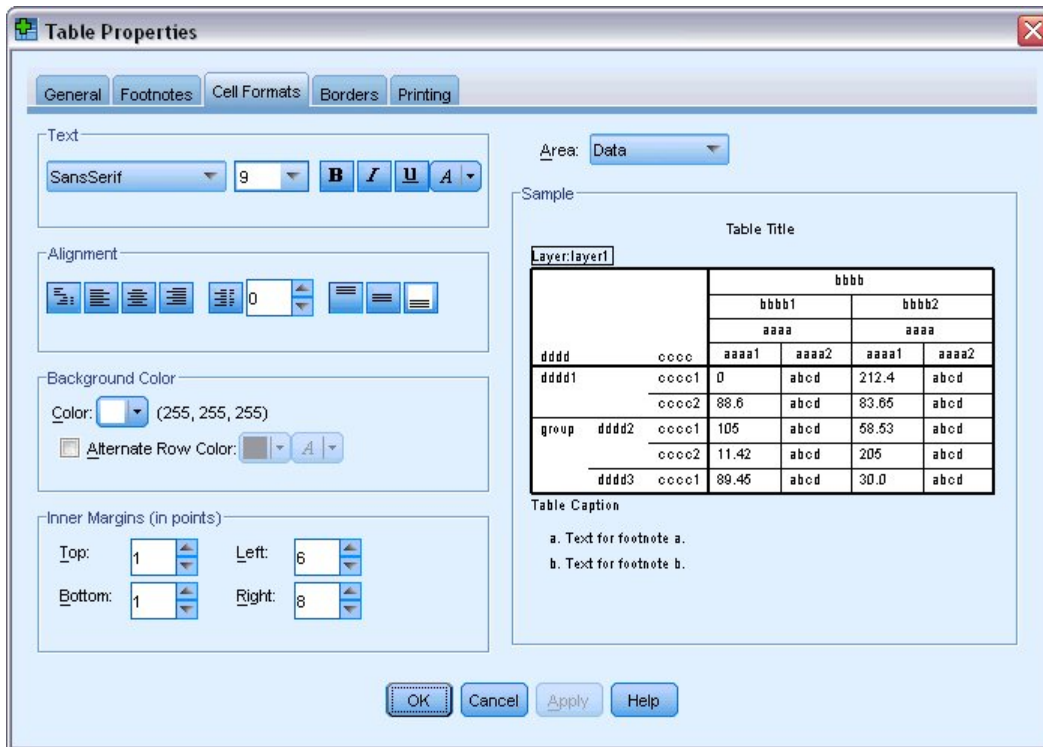 Table Properties
General Footnotes Cell Formats Borders Printing
Text
SansSerif 9 B I u A
Alignment
0
Background Color
Color: (255, 255, 255)
Alternate Row Color: A
Inner Margins (in points)
Top: 1 Left: 6
Bottom: 1 Right: 8
Area: Data
Sample
Table Title
Layer:layer1
bbbb
bbbb1 bbbb2
aaaa aaaa
dddd cccc aaaa1 aaaa2 aaaa1 aaaa2
dddd1 cccc1 0 abcd 212.4 abcd
cccc2 88.6 abcd 83.65 abcd
group dddd2 cccc1 105 abcd 58.53 abcd
cccc2 11.42 abcd 205 abcd
dddd3 cccc1 89.45 abcd 30.0 abcd
Table Caption
a. Text for footnote a.
b. Text for footnote b.
OK Cancel Apply Help